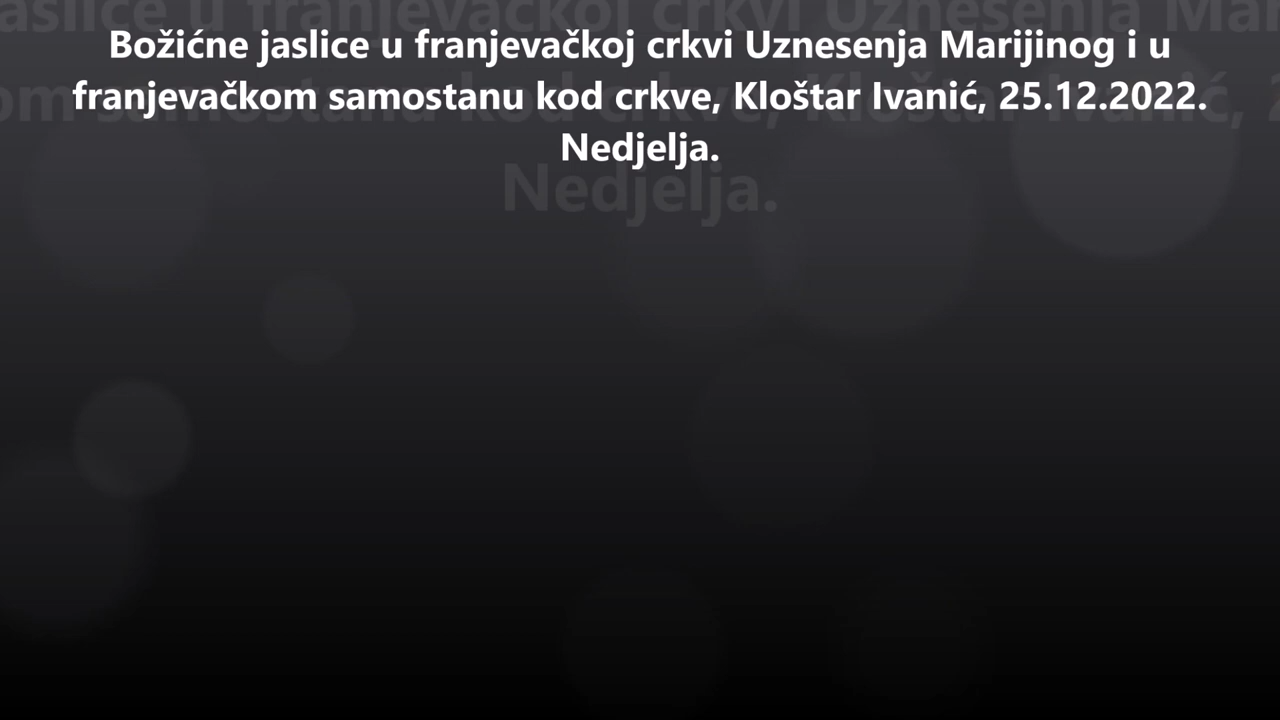 Božićne jaslice u franjevačkoj crkvi Uznesenja Marijinog i u
franjevačkom samostanu kod crkve, Kloštar Ivanić, 25.12.2022.
Nedjelja.